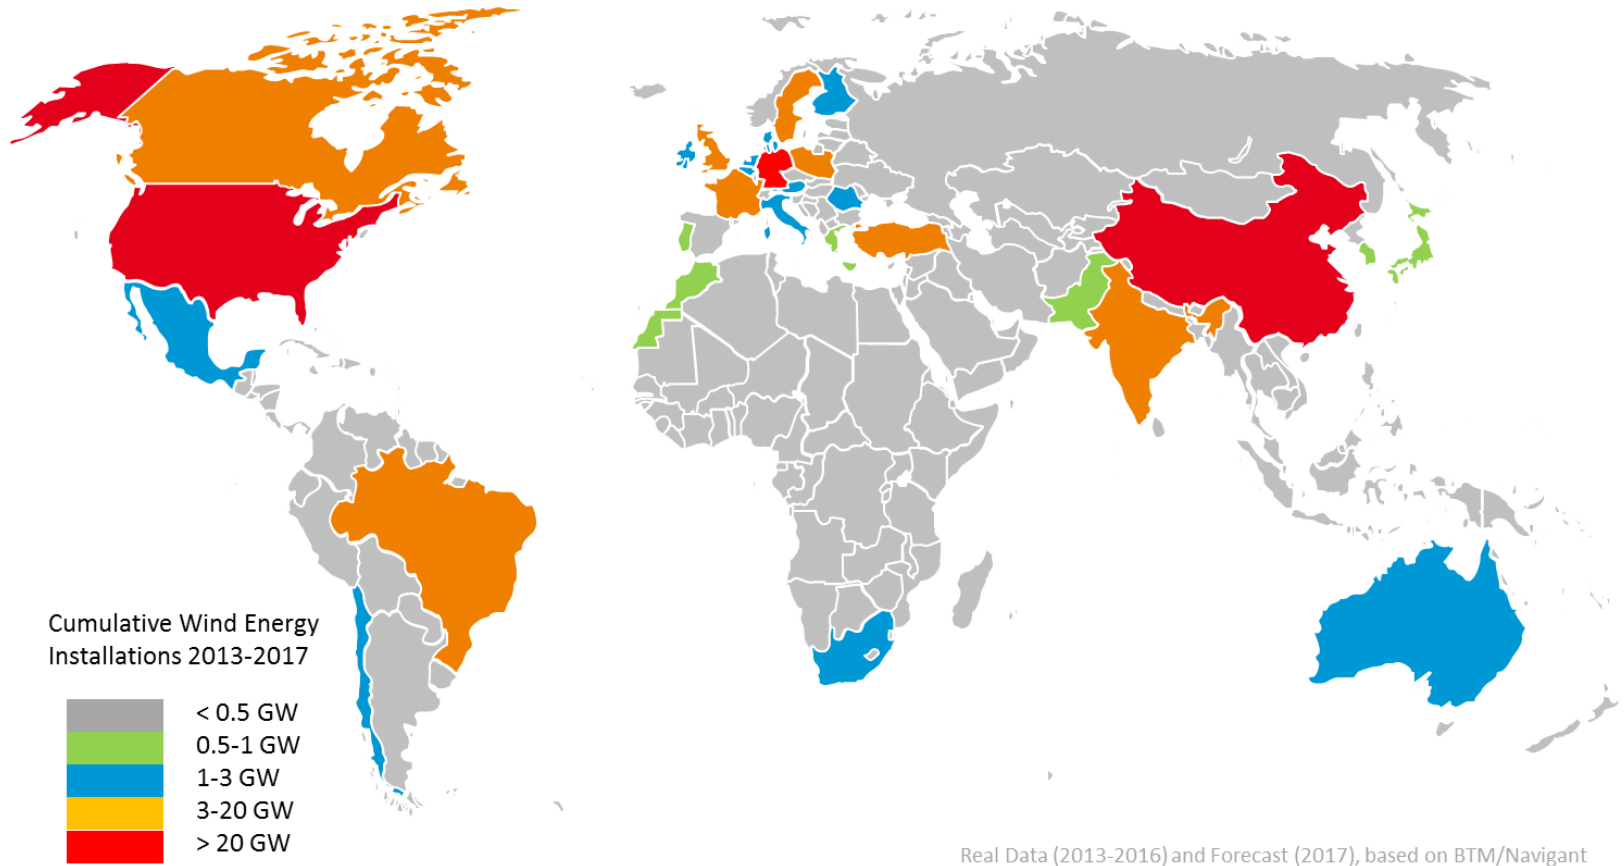 Cumulative Wind Energy
Installations 2013-2017
< 0.5 GW
0.5-1 GW
1-3 GW
3-20 GW
> 20 GW
Real Data (2013-2016) and Forecast (2017), based on BTM/Navigant